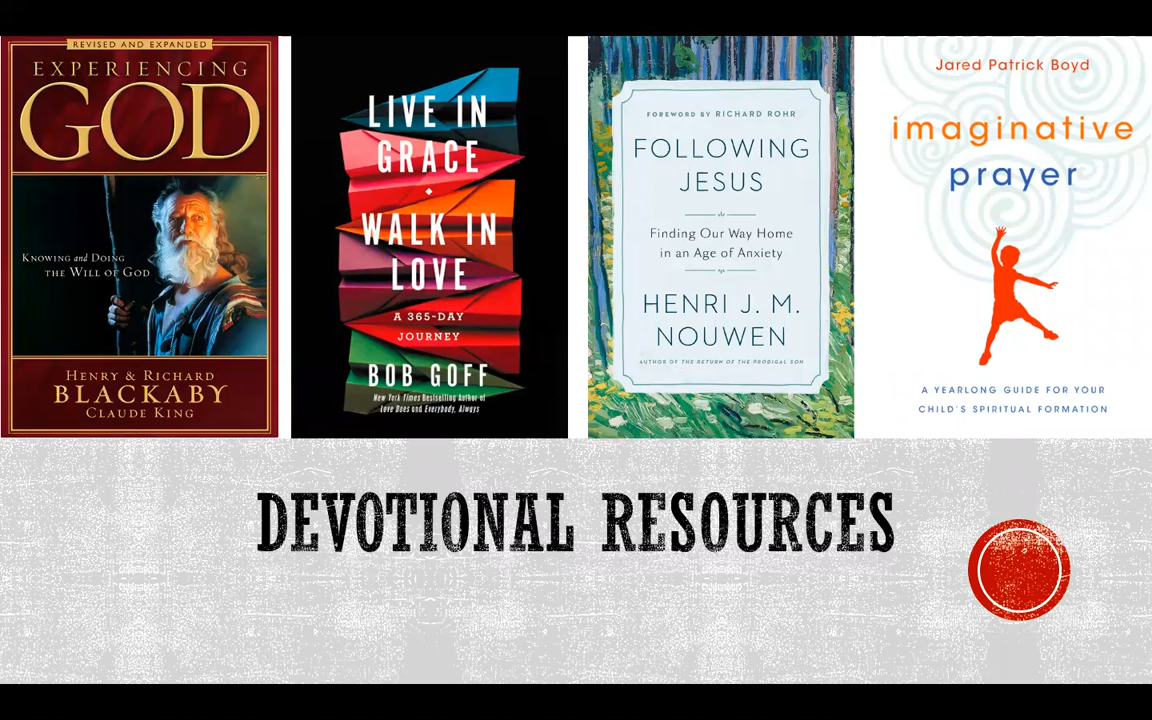 REVISED AND EXPANDED
EXPERIENCING
GOD
KNOWING and DOING
THE WILL OF GOD
HENRY & RICHARD
BLACKABY
CLAUDE KING
LIVE IN
GRACE
WALK IN
LOVE
A 365-DAY
JOURNEY
BOB GOFF
New York Times Bestselling Author of
Love Does and Everybody, Always
FOREWORD BY RICHARD ROHR
FOLLOWING
JESUS
Finding Our Way Home
in an Age of Anxiety
HENRI J. M.
NOUWEN
AUTHOR OF THE RETURN OF THE PRODIGAL SON
Jared Patrick Boyd
imaginative
prayer
A YEARLONG GUIDE FOR YOUR
CHILD'S SPIRITUAL FORMATION
DEVOTIONAL RESOURCES